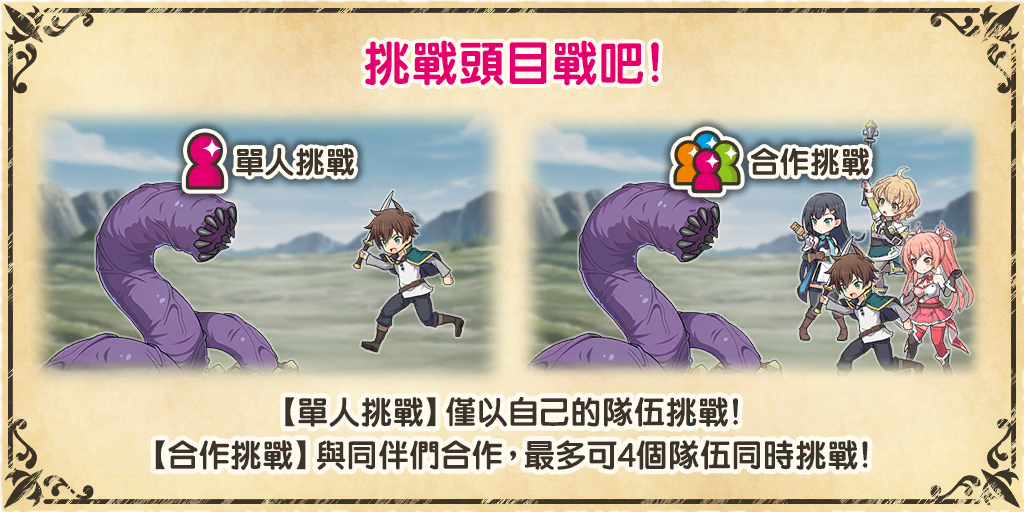 挑戰頭目戰吧!
單人挑戰
合作挑戰
【單人挑戰】僅以自己的隊伍挑戰!
【合作挑戰】與同伴們合作，最多可4個隊伍同時挑戰!